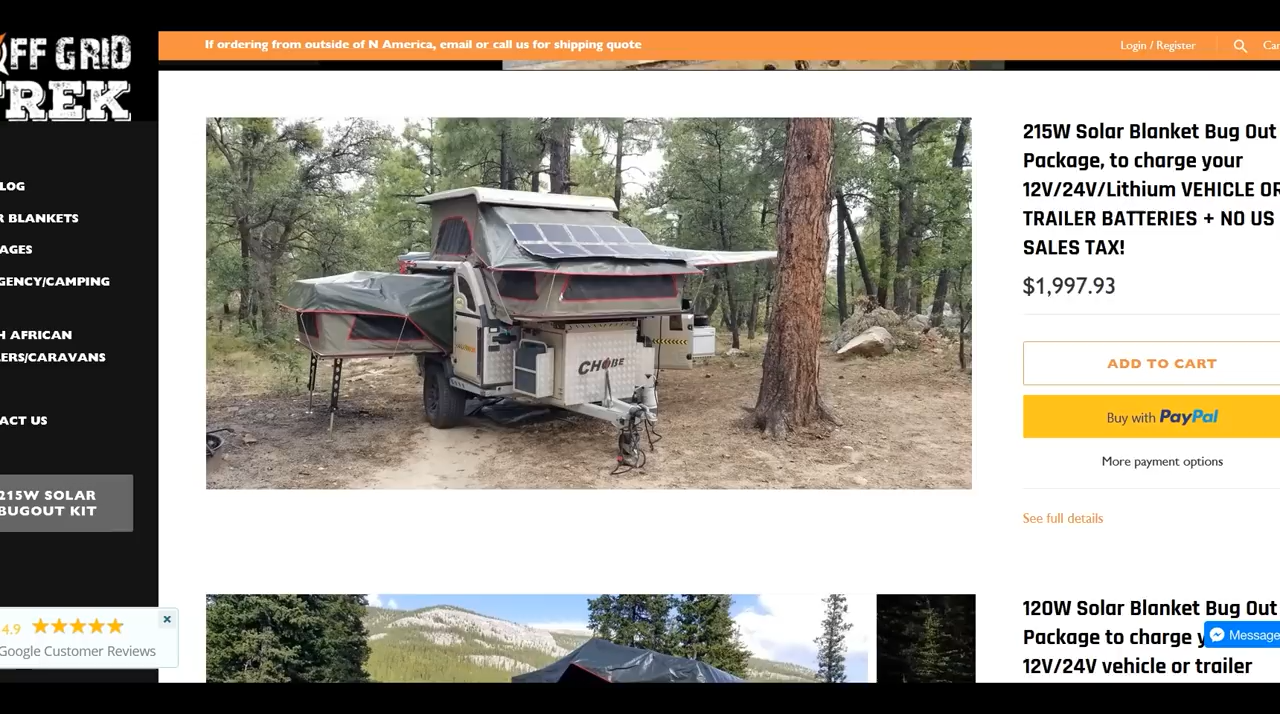 OFF GRID
TREK
LOG
R BLANKETS
AGES
GENCY/CAMPING
H AFRICAN
LERS/CARAVANS
ACT US
215W SOLAR
BUGOUT KIT
4.9
Google Customer Reviews
If ordering from outside of N America, email or call us for shipping quote
Login / Register
Car
CHOBE
215W Solar Blanket Bug Out
Package, to charge your
12V/24V/Lithium VEHICLE OR
TRAILER BATTERIES + NO US
SALES TAX!
$1,997.93
ADD TO CART
Buy with PayPal
More payment options
See full details
120W Solar Blanket Bug Out
Package to charge y
12V/24V vehicle or trailer
Message